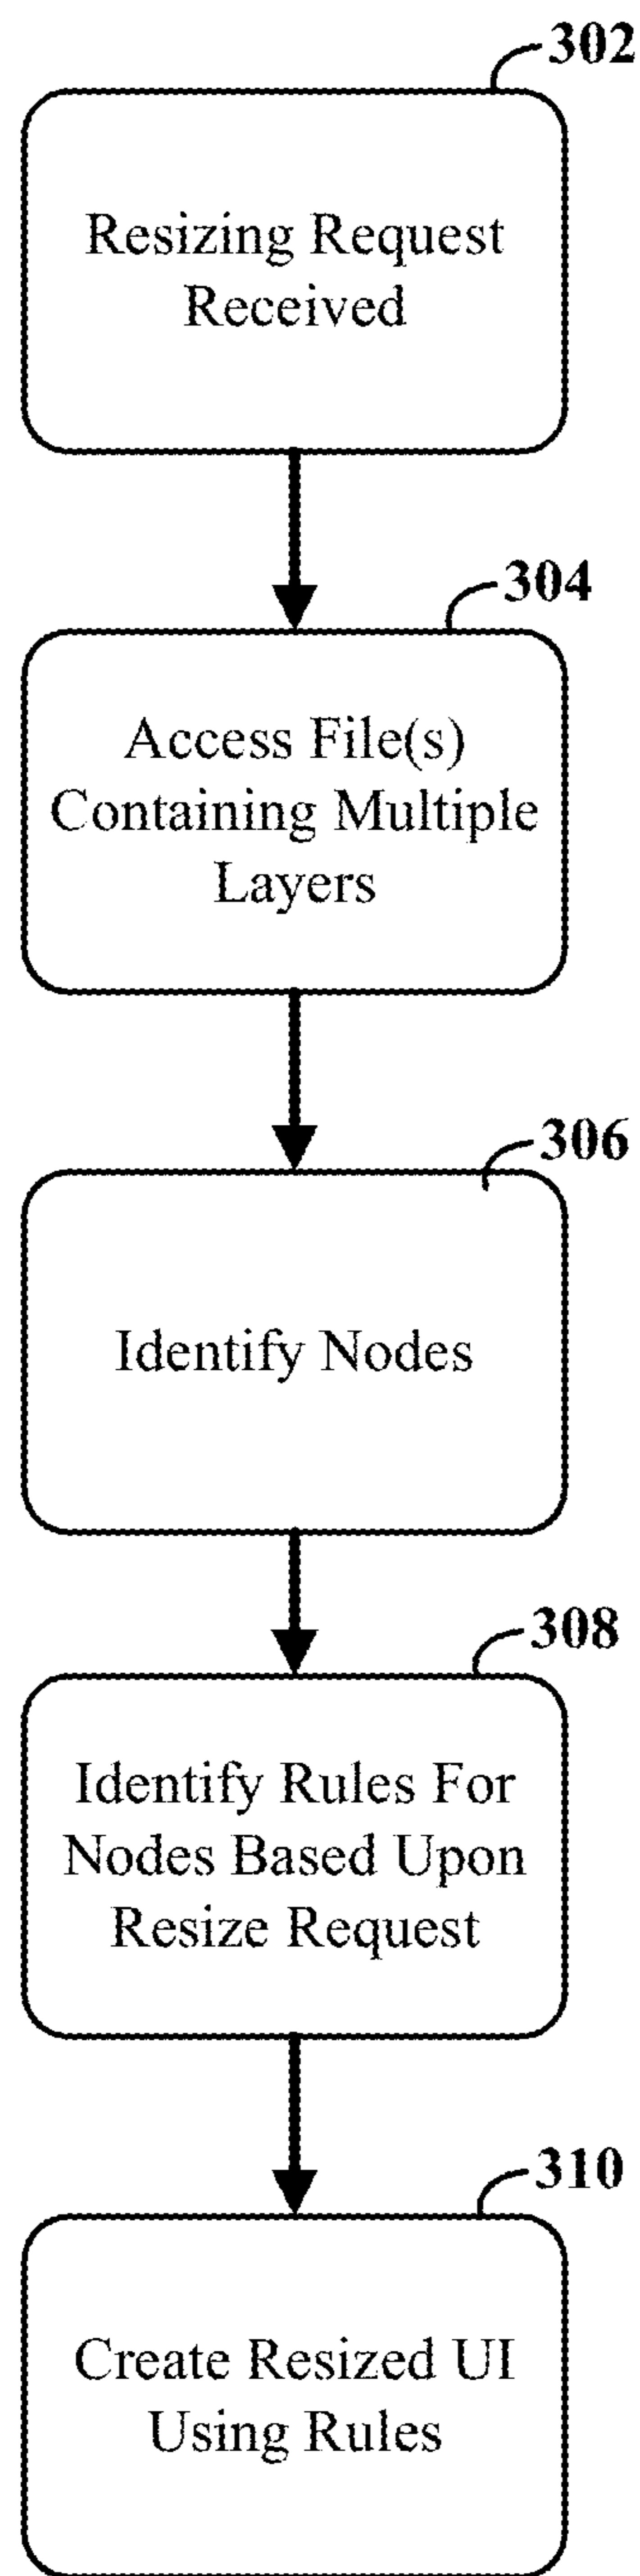 302
Resizing Request
Received
304
Access File(s)
Containing Multiple
Layers
306
Identify Nodes
308
Identify Rules For
Nodes Based Upon
Resize Request
310
Create Resized UI
Using Rules